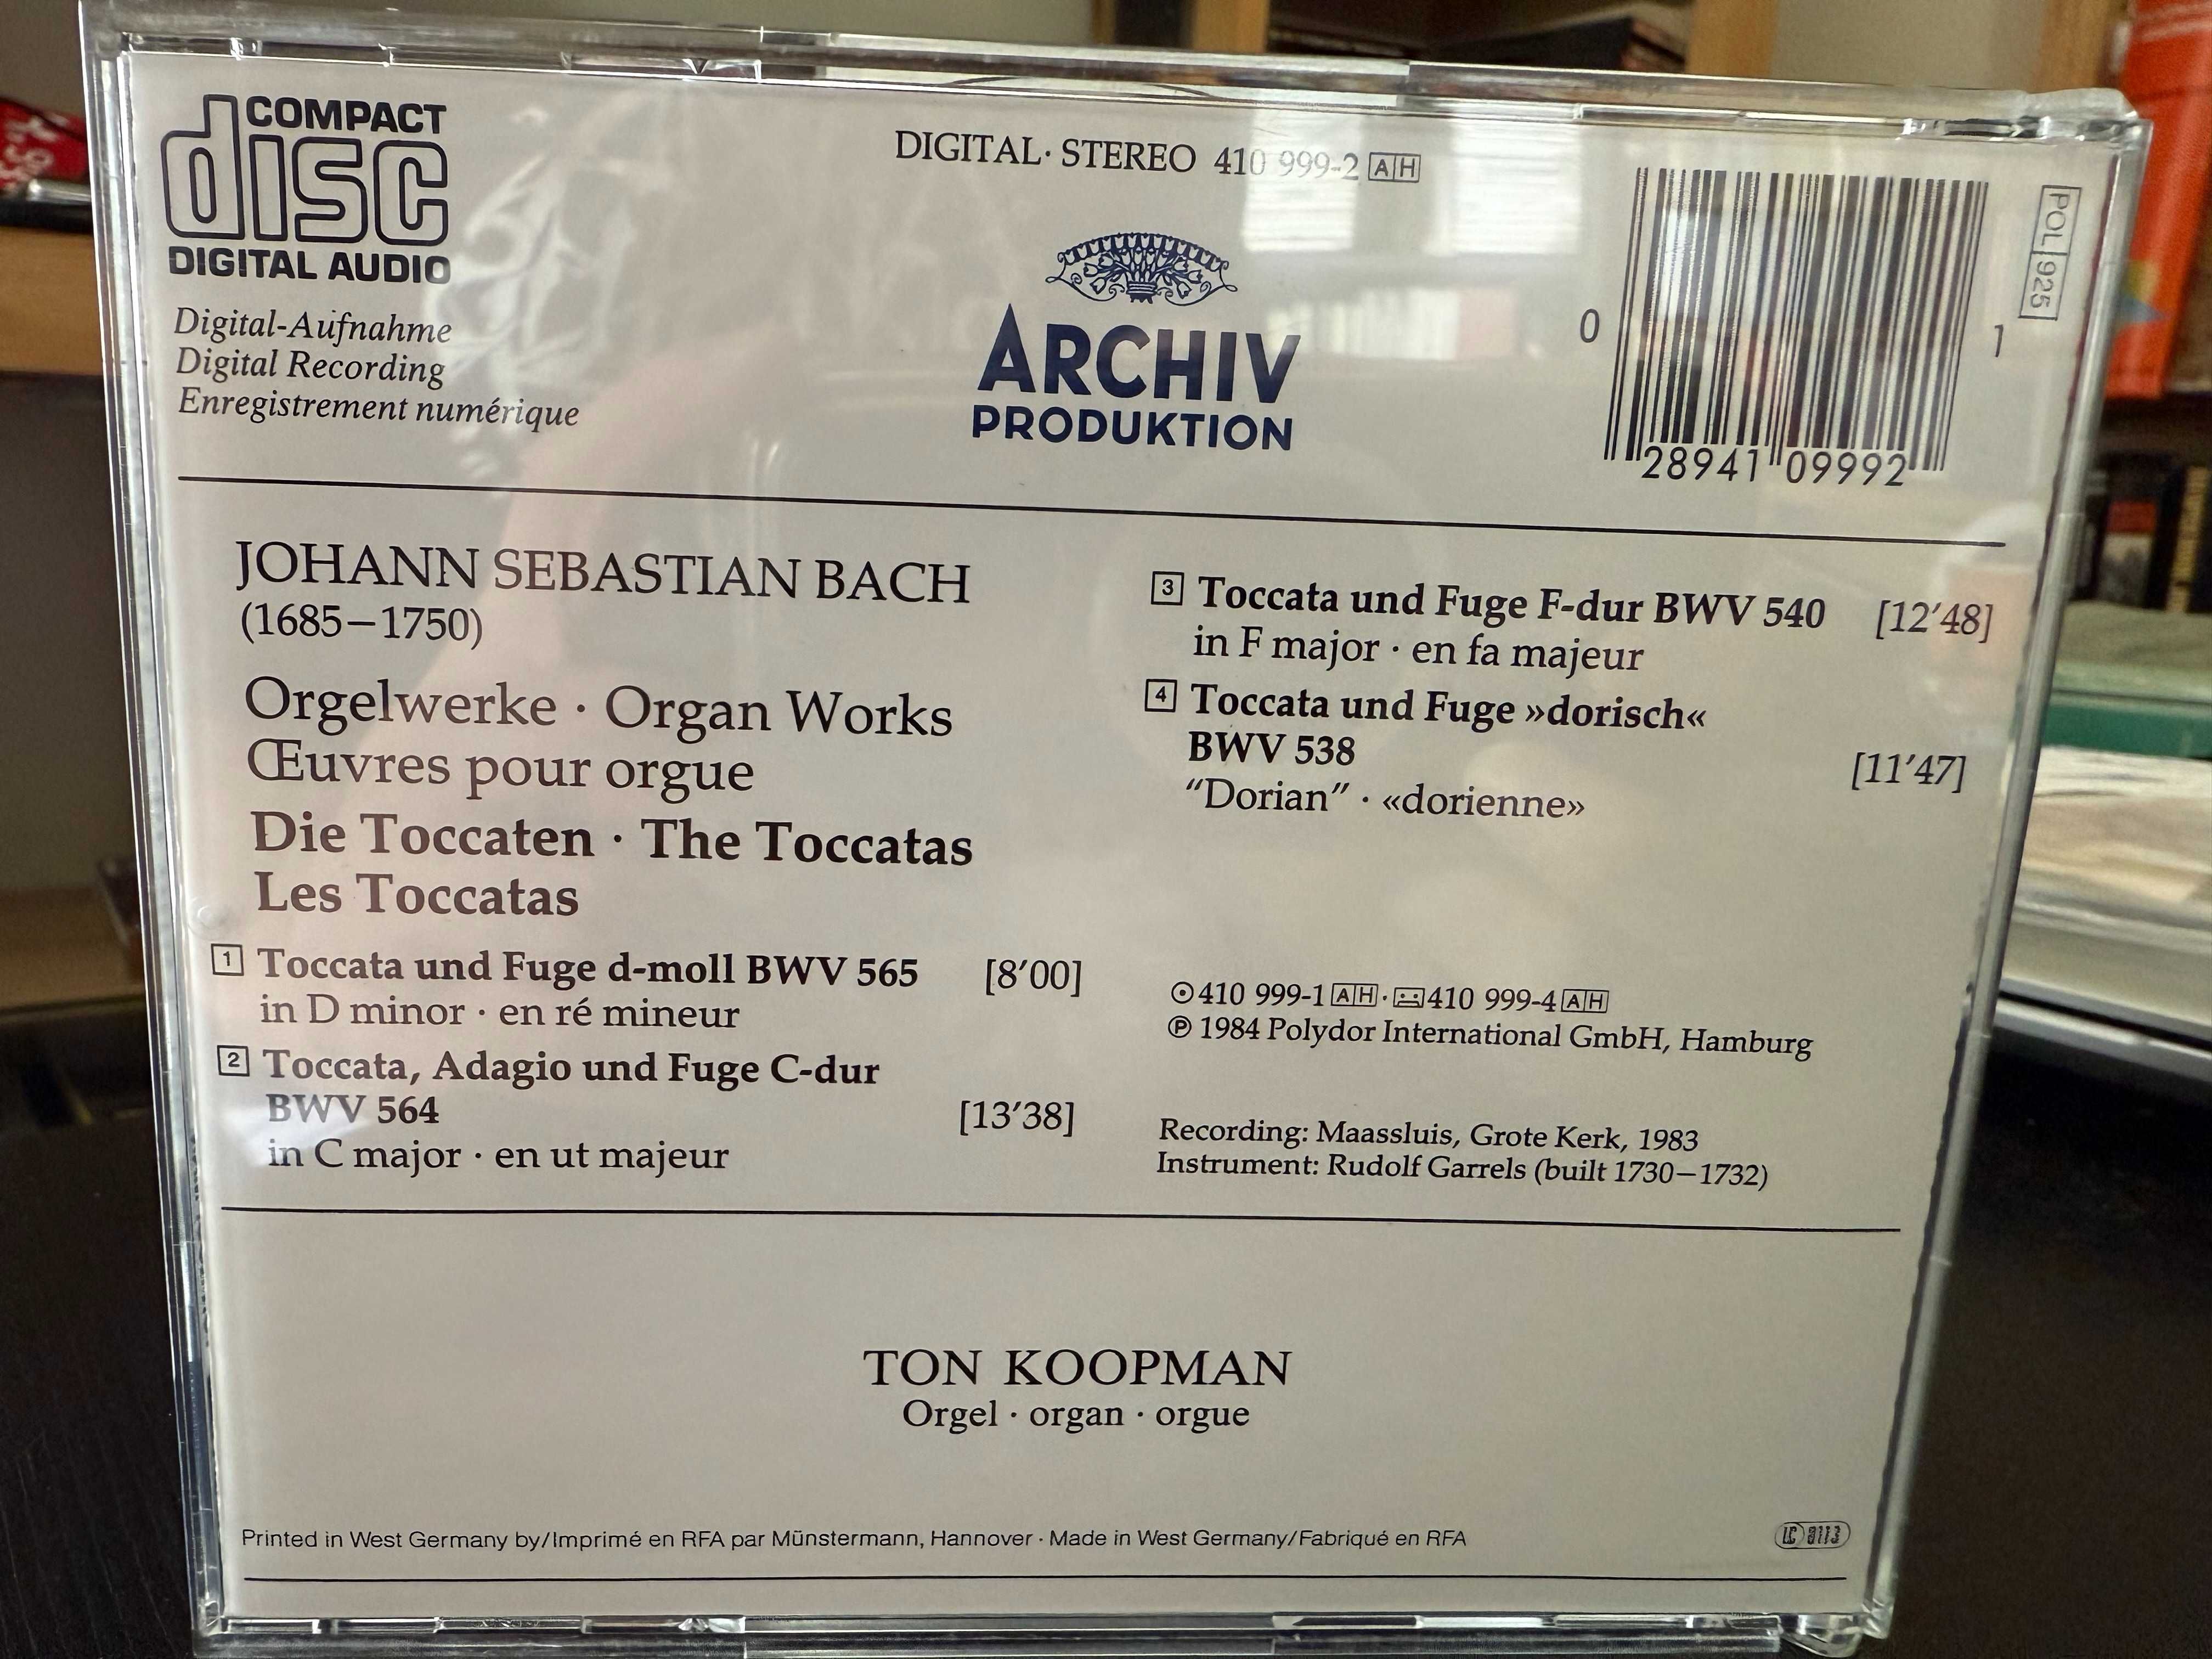 COMPACT
disc
DIGITAL AUDIO
Digital-Aufnahme
Digital Recording
Enregistrement numérique
DIGITAL · STEREO 410 999-2 AH
ARCHIV
PRODUKTION
0 28941 09992 1
POL 925
JOHANN SEBASTIAN BACH
(1685–1750)
Orgelwerke · Organ Works
Œuvres pour orgue
Die Toccaten · The Toccatas
Les Toccatas
1 Toccata und Fuge d-moll BWV 565 [8′00]
in D minor · en ré mineur
2 Toccata, Adagio und Fuge C-dur
BWV 564 [13′38]
in C major · en ut majeur
3 Toccata und Fuge F-dur BWV 540 [12′48]
in F major · en fa majeur
4 Toccata und Fuge »dorisch«
BWV 538 [11′47]
“Dorian” · «dorienne»
410 999-1 AH · 410 999-4 AH
℗ 1984 Polydor International GmbH, Hamburg
Recording: Maassluis, Grote Kerk, 1983
Instrument: Rudolf Garrels (built 1730–1732)
TON KOOPMAN
Orgel · organ · orgue
Printed in West Germany by/Imprimé en RFA par Münstermann, Hannover · Made in West Germany/Fabriqué en RFA
LC 0113